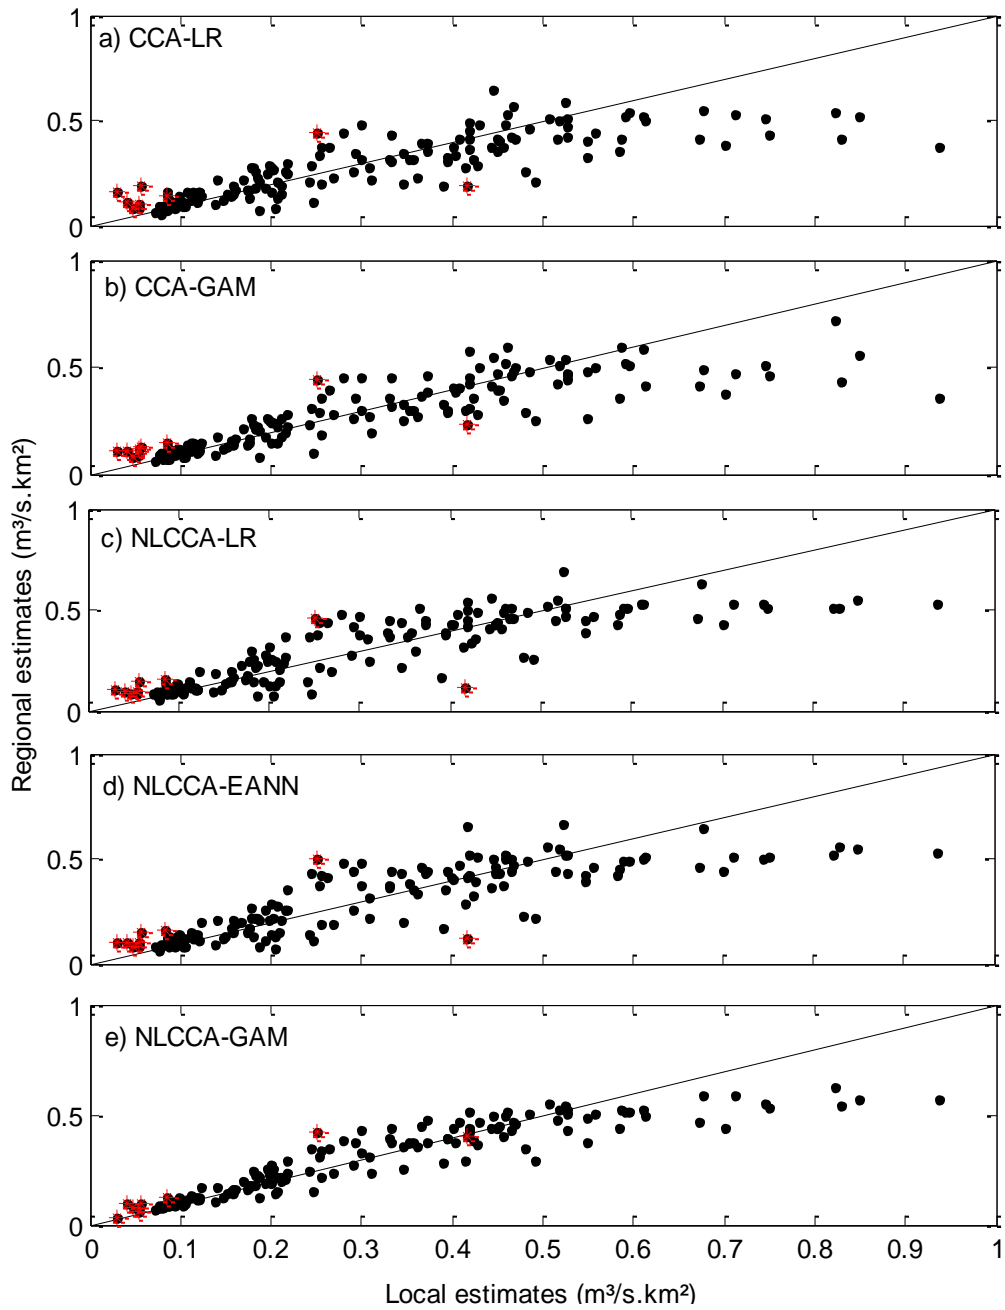 1
a) CCA-LR
0.5
0
1
b) CCA-GAM
0.5
0
1
c) NLCCA-LR
0.5
0
1
d) NLCCA-EANN
0.5
0
1
e) NLCCA-GAM
0.5
0
0 0.1 0.2 0.3 0.4 0.5 0.6 0.7 0.8 0.9 1
Local estimates (m³/s.km²)
Regional estimates (m³/s.km²)